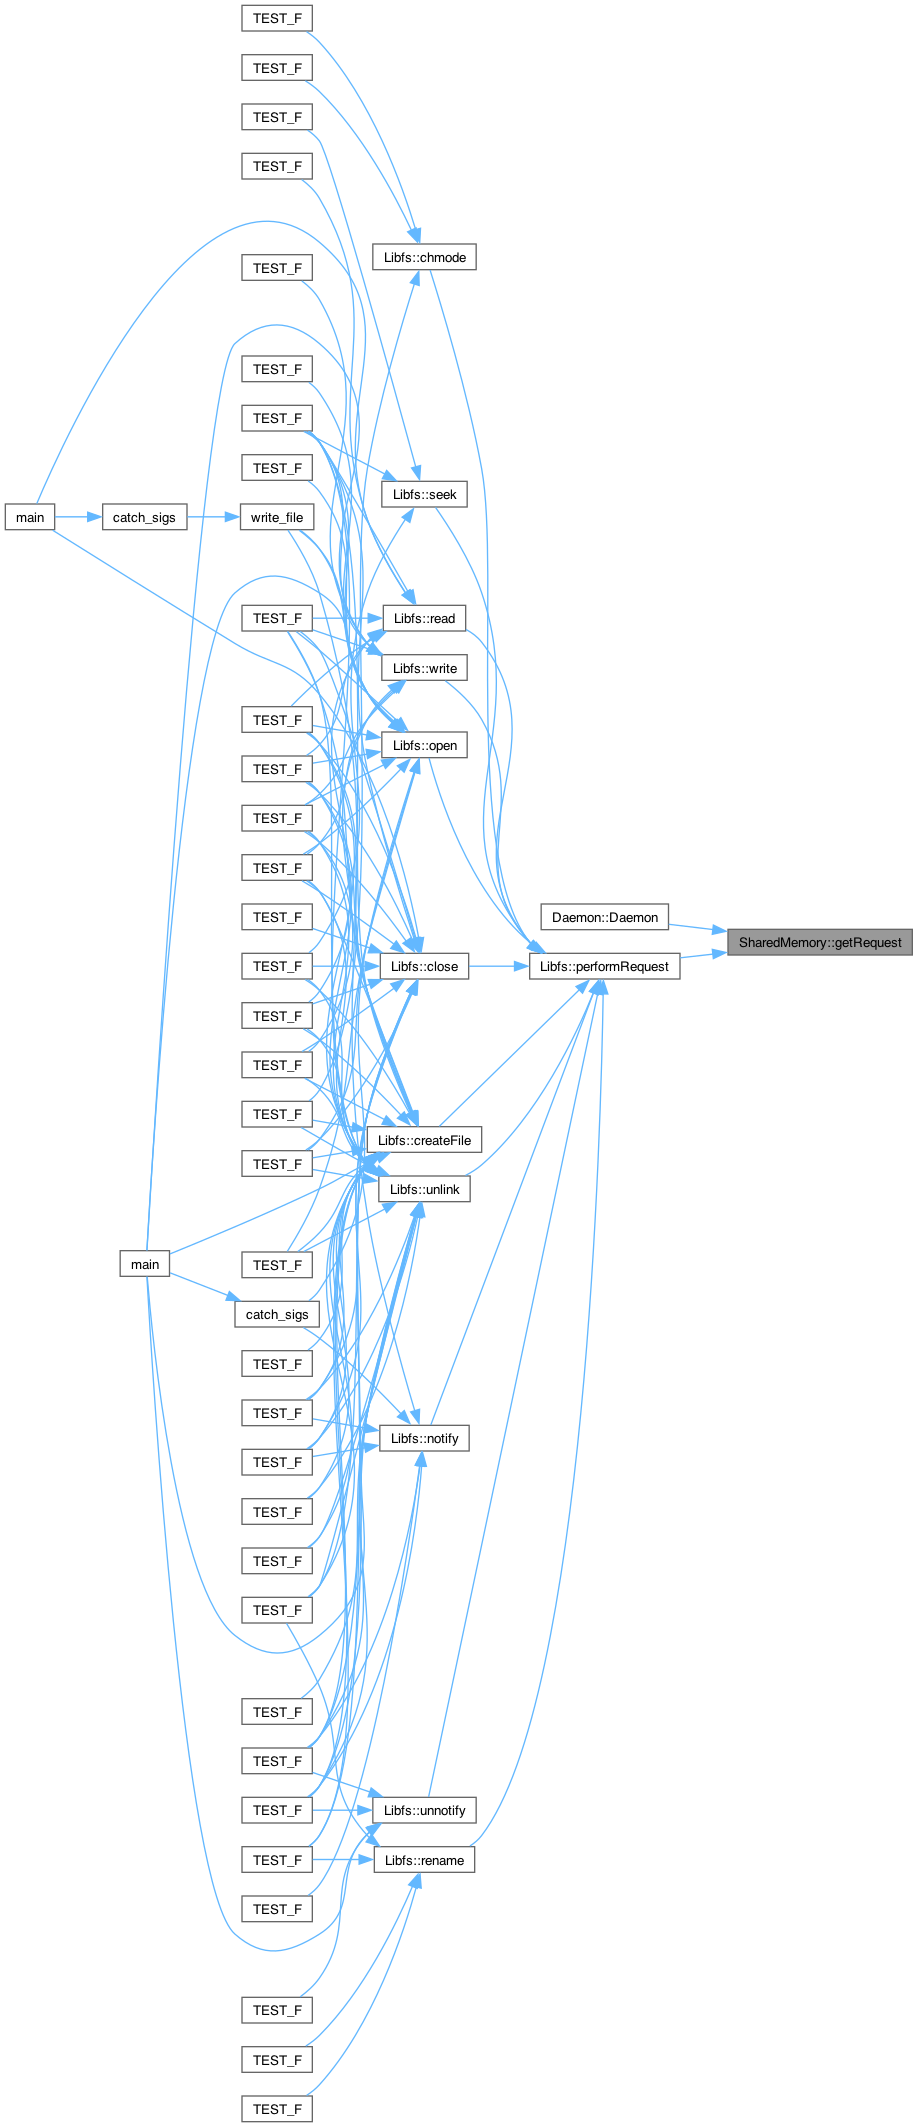 TEST_F
TEST_F
TEST_F
TEST_F
Libfs::chmode
TEST_F
TEST_F
TEST_F
TEST_F
Libfs::seek
main
catch_sigs
write_file
TEST_F
Libfs::read
Libfs::write
TEST_F
Libfs::open
TEST_F
TEST_F
TEST_F
TEST_F
Daemon::Daemon
SharedMemory::getRequest
TEST_F
Libfs::close
Libfs::performRequest
TEST_F
TEST_F
TEST_F
Libfs::createFile
TEST_F
Libfs::unlink
main
TEST_F
catch_sigs
TEST_F
TEST_F
Libfs::notify
TEST_F
TEST_F
TEST_F
TEST_F
TEST_F
TEST_F
TEST_F
Libfs::unnotify
TEST_F
Libfs::rename
TEST_F
TEST_F
TEST_F
TEST_F